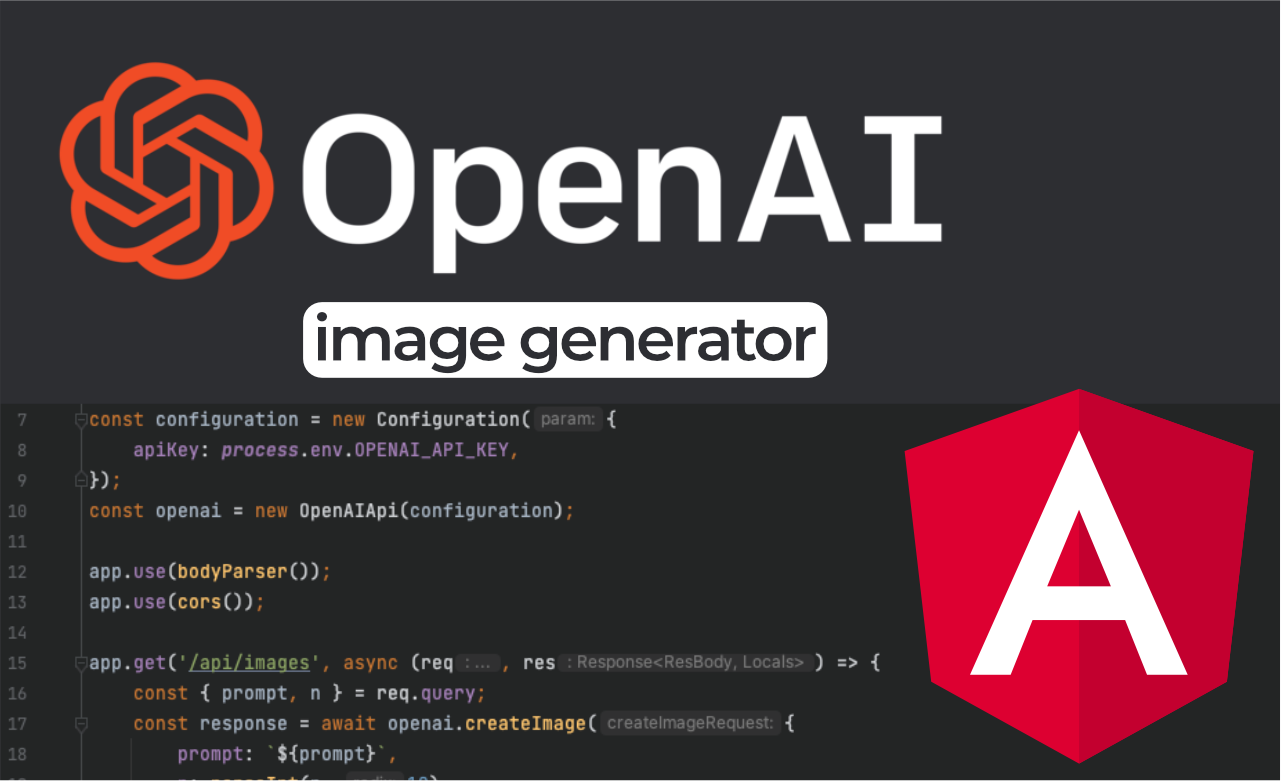 OpenAI
image generator
7 const configuration = new Configuration( param: {
8 apiKey: process.env.OPENAI_API_KEY,
9 });
10 const openai = new OpenAIApi(configuration);
11
12 app.use(bodyParser());
13 app.use(cors());
14
15 app.get('/api/images', async (req : ... , res : Response<ResBody, Locals> ) => {
16 const { prompt, n } = req.query;
17 const response = await openai.createImage( createImageRequest: {
18 prompt: `${prompt}`,
A